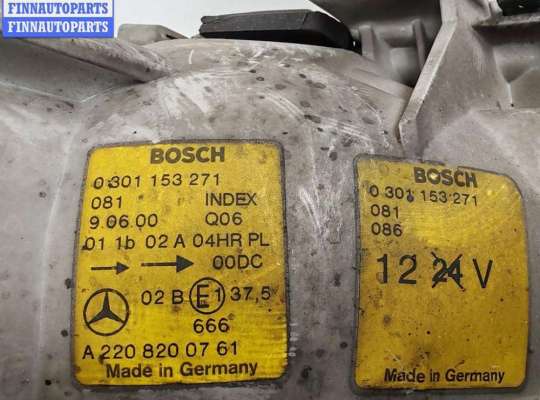 FINNAUTOPARTS
FINNAUTOPARTS
BOSCH
0 301 153 271
081 INDEX
9.06.00 Q06
01 1b 02 A 04HR PL
00DC
02 B E1 37,5
666
A 220 820 07 61
Made in Germany
BOSCH
0 301 153 271
081
086
12 24 V
Made in Germany